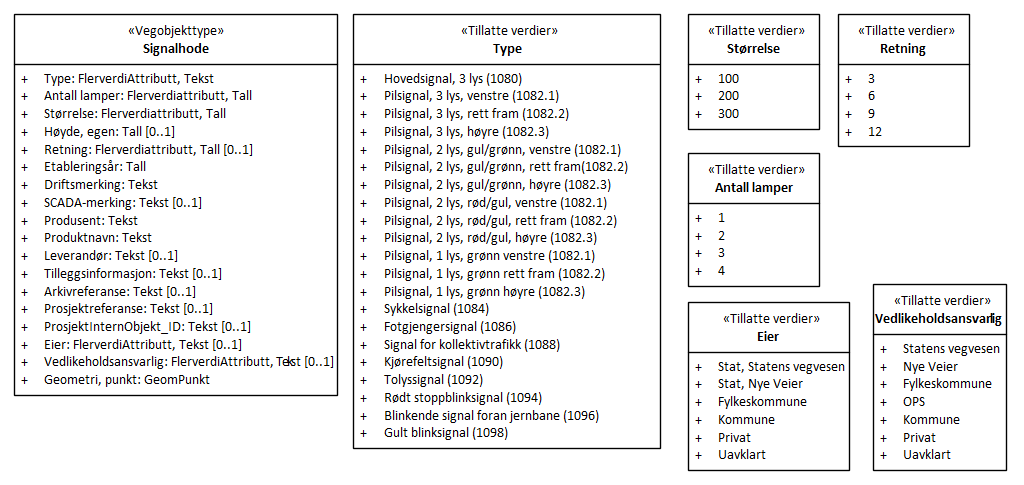 «Vegobjekttype»
Signalhode
+ Type: FlerverdiAttributt, Tekst
+ Antall lamper: Flerverdiattributt, Tall
+ Størrelse: Flerverdiattributt, Tall
+ Høyde, egen: Tall [0..1]
+ Retning: Flerverdiattributt, Tall [0..1]
+ Etableringsår: Tall
+ Driftsmerking: Tekst
+ SCADA-merking: Tekst [0..1]
+ Produsent: Tekst
+ Produktnavn: Tekst
+ Leverandør: Tekst [0..1]
+ Tilleggsinformasjon: Tekst [0..1]
+ Arkivreferanse: Tekst [0..1]
+ Prosjektreferanse: Tekst [0..1]
+ ProsjektInternObjekt_ID: Tekst [0..1]
+ Eier: FlerverdiAttributt, Tekst [0..1]
+ Vedlikeholdsansvarlig: FlerverdiAttributt, Tekst [0..1]
+ Geometri, punkt: GeomPunkt
«Tillatte verdier»
Type
+ Hovedsignal, 3 lys (1080)
+ Pilsignal, 3 lys, venstre (1082.1)
+ Pilsignal, 3 lys, rett fram (1082.2)
+ Pilsignal, 3 lys, høyre (1082.3)
+ Pilsignal, 2 lys, gul/grønn, venstre (1082.1)
+ Pilsignal, 2 lys, gul/grønn, rett fram(1082.2)
+ Pilsignal, 2 lys, gul/grønn, høyre (1082.3)
+ Pilsignal, 2 lys, rød/gul, venstre (1082.1)
+ Pilsignal, 2 lys, rød/gul, rett fram (1082.2)
+ Pilsignal, 2 lys, rød/gul, høyre (1082.3)
+ Pilsignal, 1 lys, grønn venstre (1082.1)
+ Pilsignal, 1 lys, grønn rett fram (1082.2)
+ Pilsignal, 1 lys, grønn høyre (1082.3)
+ Sykkelsignal (1084)
+ Fotgjengersignal (1086)
+ Signal for kollektivtrafikk (1088)
+ Kjørefeltsignal (1090)
+ Tolyssignal (1092)
+ Rødt stoppblinksignal (1094)
+ Blinkende signal foran jernbane (1096)
+ Gult blinksignal (1098)
«Tillatte verdier»
Størrelse
+ 100
+ 200
+ 300
«Tillatte verdier»
Retning
+ 3
+ 6
+ 9
+ 12
«Tillatte verdier»
Antall lamper
+ 1
+ 2
+ 3
+ 4
«Tillatte verdier»
Eier
+ Stat, Statens vegvesen
+ Stat, Nye Veier
+ Fylkeskommune
+ Kommune
+ Privat
+ Uavklart
«Tillatte verdier»
Vedlikeholdsansvarlig
+ Statens vegvesen
+ Nye Veier
+ Fylkeskommune
+ OPS
+ Kommune
+ Privat
+ Uavklart